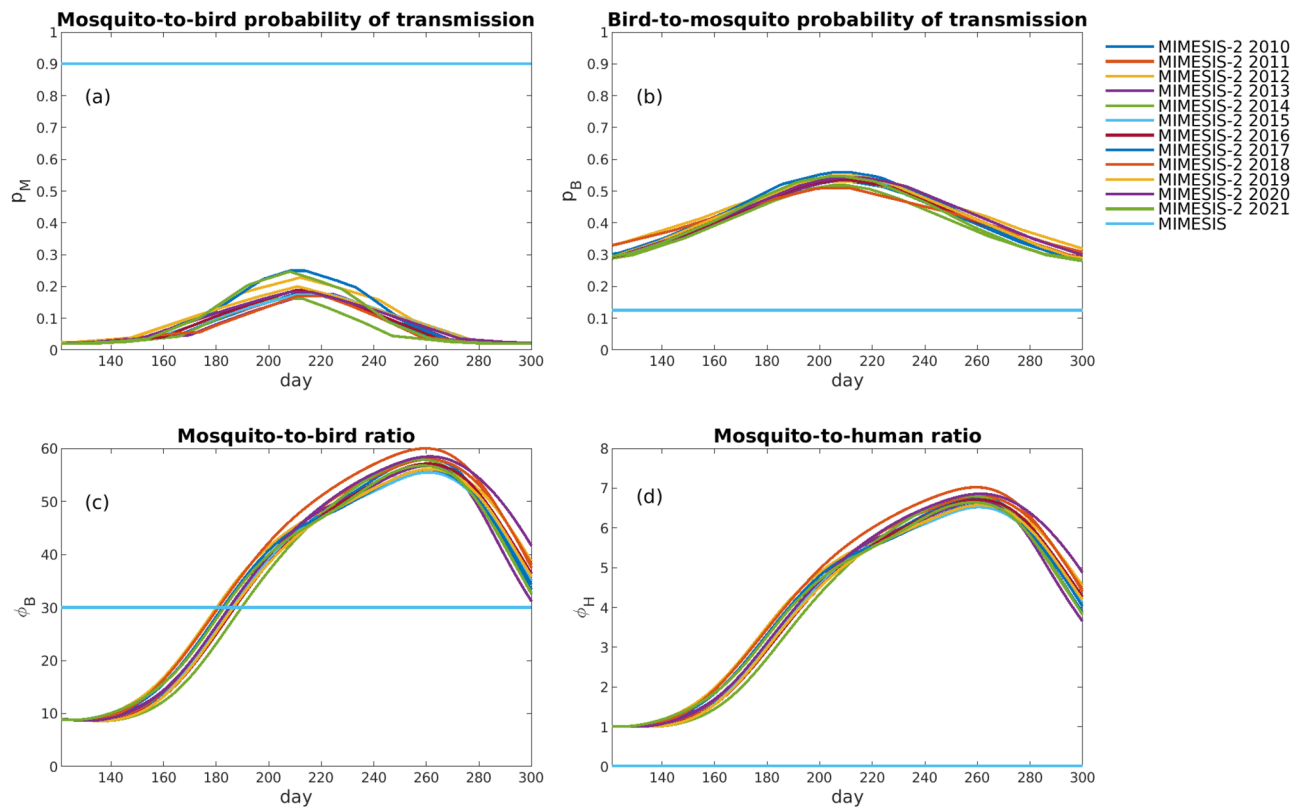 Mosquito-to-bird probability of transmission
1
0.9
0.8
0.7
0.6
0.5
0.4
0.3
0.2
0.1
0
p_M
(a)
140 160 180 200 220 240 260 280 300
day
Bird-to-mosquito probability of transmission
1
0.9
0.8
0.7
0.6
0.5
0.4
0.3
0.2
0.1
0
p_B
(b)
140 160 180 200 220 240 260 280 300
day
MIMESIS-2 2010
MIMESIS-2 2011
MIMESIS-2 2012
MIMESIS-2 2013
MIMESIS-2 2014
MIMESIS-2 2015
MIMESIS-2 2016
MIMESIS-2 2017
MIMESIS-2 2018
MIMESIS-2 2019
MIMESIS-2 2020
MIMESIS-2 2021
MIMESIS
Mosquito-to-bird ratio
60
50
40
30
20
10
0
ϕ_B
(c)
140 160 180 200 220 240 260 280 300
day
Mosquito-to-human ratio
8
7
6
5
4
3
2
1
0
ϕ_H
(d)
140 160 180 200 220 240 260 280 300
day